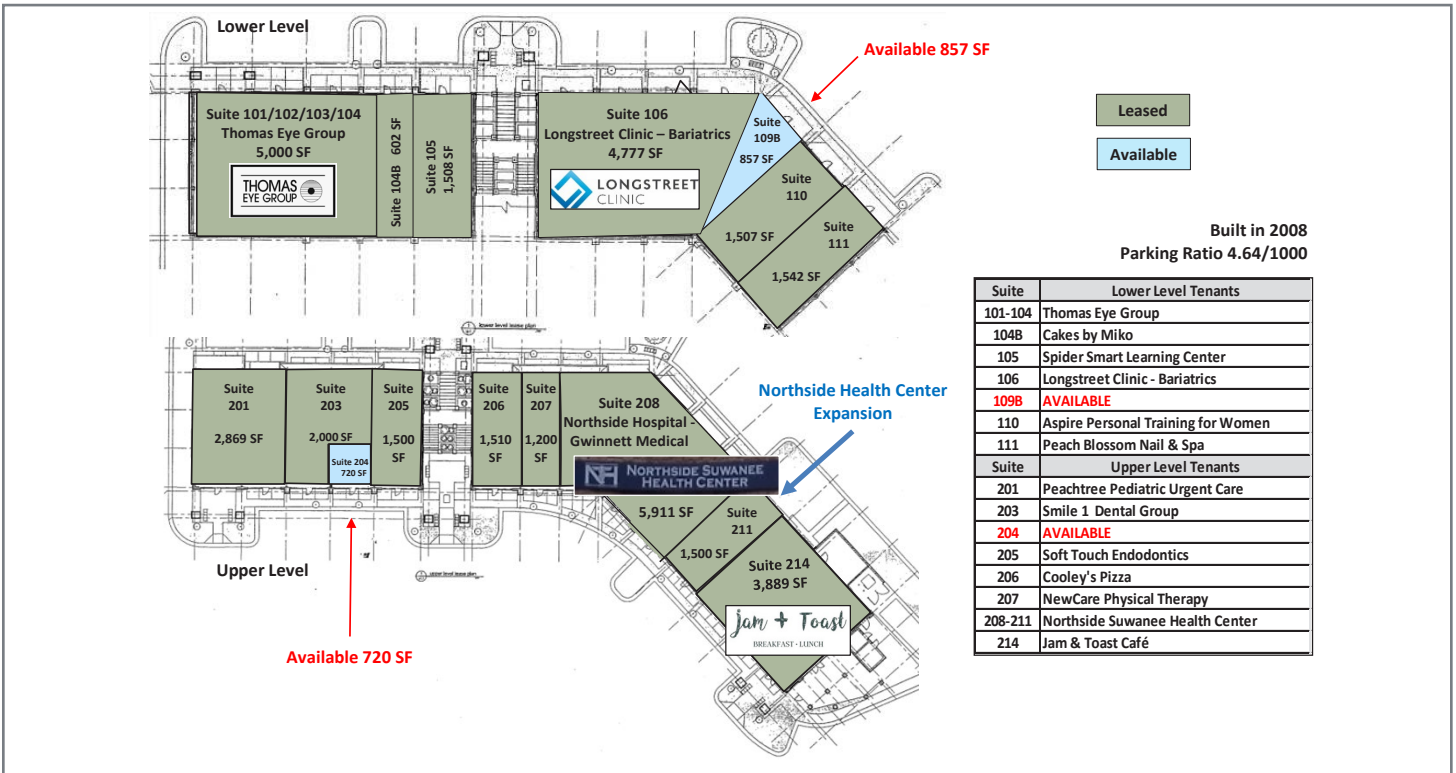 Lower Level
Available 857 SF
Suite 101/102/103/104
Thomas Eye Group
5,000 SF
THOMAS
EYE GROUP
Suite 104B 602 SF
Suite 105
1,508 SF
Suite 106
Longstreet Clinic – Bariatrics
4,777 SF
LONGSTREET
CLINIC
Suite
109B
857 SF
Suite
110
1,507 SF
Suite
111
1,542 SF
lower level lease plan
Leased
Available
Built in 2008
Parking Ratio 4.64/1000
Suite Lower Level Tenants
101-104 Thomas Eye Group
104B Cakes by Miko
105 Spider Smart Learning Center
106 Longstreet Clinic - Bariatrics
109B AVAILABLE
110 Aspire Personal Training for Women
111 Peach Blossom Nail & Spa
Suite Upper Level Tenants
201 Peachtree Pediatric Urgent Care
203 Smile 1 Dental Group
204 AVAILABLE
205 Soft Touch Endodontics
206 Cooley's Pizza
207 NewCare Physical Therapy
208-211 Northside Suwanee Health Center
214 Jam & Toast Café
Suite
201
2,869 SF
Suite
203
2,000 SF
Suite 204
720 SF
Suite
205
1,500
SF
Suite
206
1,510
SF
Suite
207
1,200
SF
Suite 208
Northside Hospital -
Gwinnett Medical
NH NORTHSIDE SUWANEE
HEALTH CENTER
5,911 SF
Northside Health Center
Expansion
Suite
211
1,500 SF
Suite 214
3,889 SF
Jam + Toast
BREAKFAST · LUNCH
Upper Level
upper level lease plan
Available 720 SF